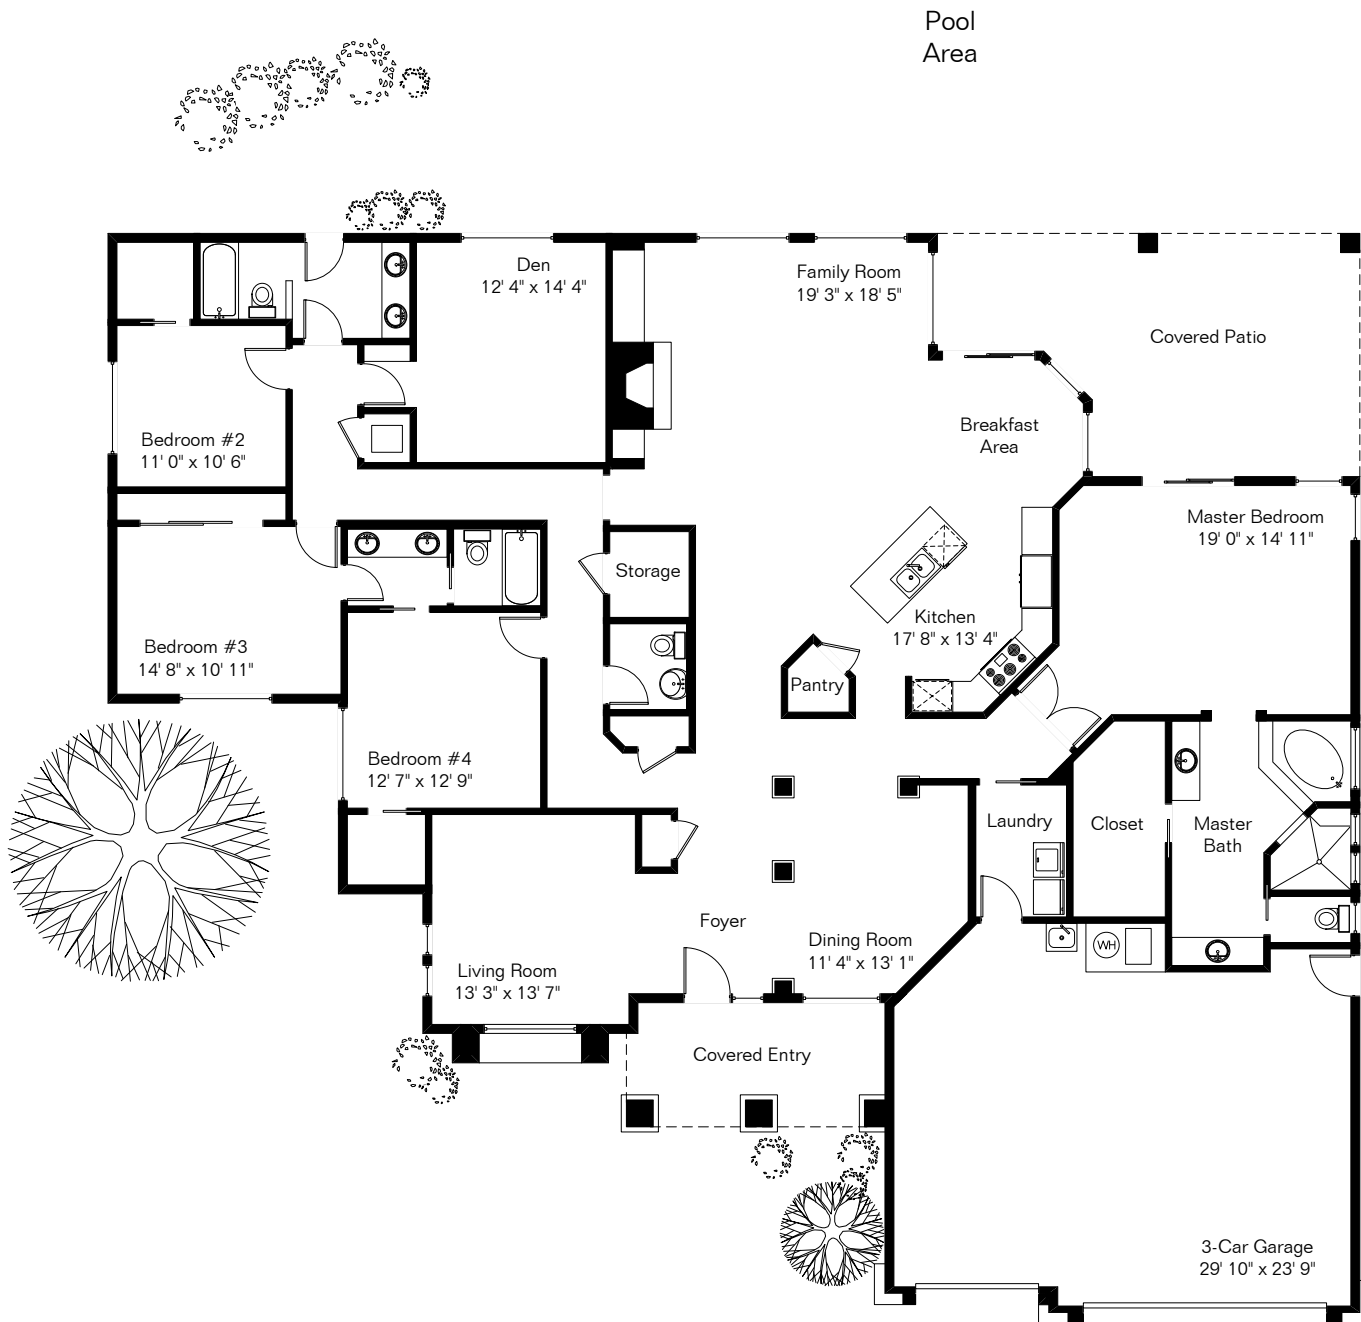 Pool
Area
Den
12' 4" x 14' 4"
Family Room
19' 3" x 18' 5"
Covered Patio
Breakfast
Area
Bedroom #2
11' 0" x 10' 6"
Master Bedroom
19' 0" x 14' 11"
Storage
Kitchen
17' 8" x 13' 4"
Bedroom #3
14' 8" x 10' 11"
Pantry
Bedroom #4
12' 7" x 12' 9"
Laundry
Closet
Master
Bath
Foyer
Dining Room
11' 4" x 13' 1"
WH
Living Room
13' 3" x 13' 7"
Covered Entry
3-Car Garage
29' 10" x 23' 9"